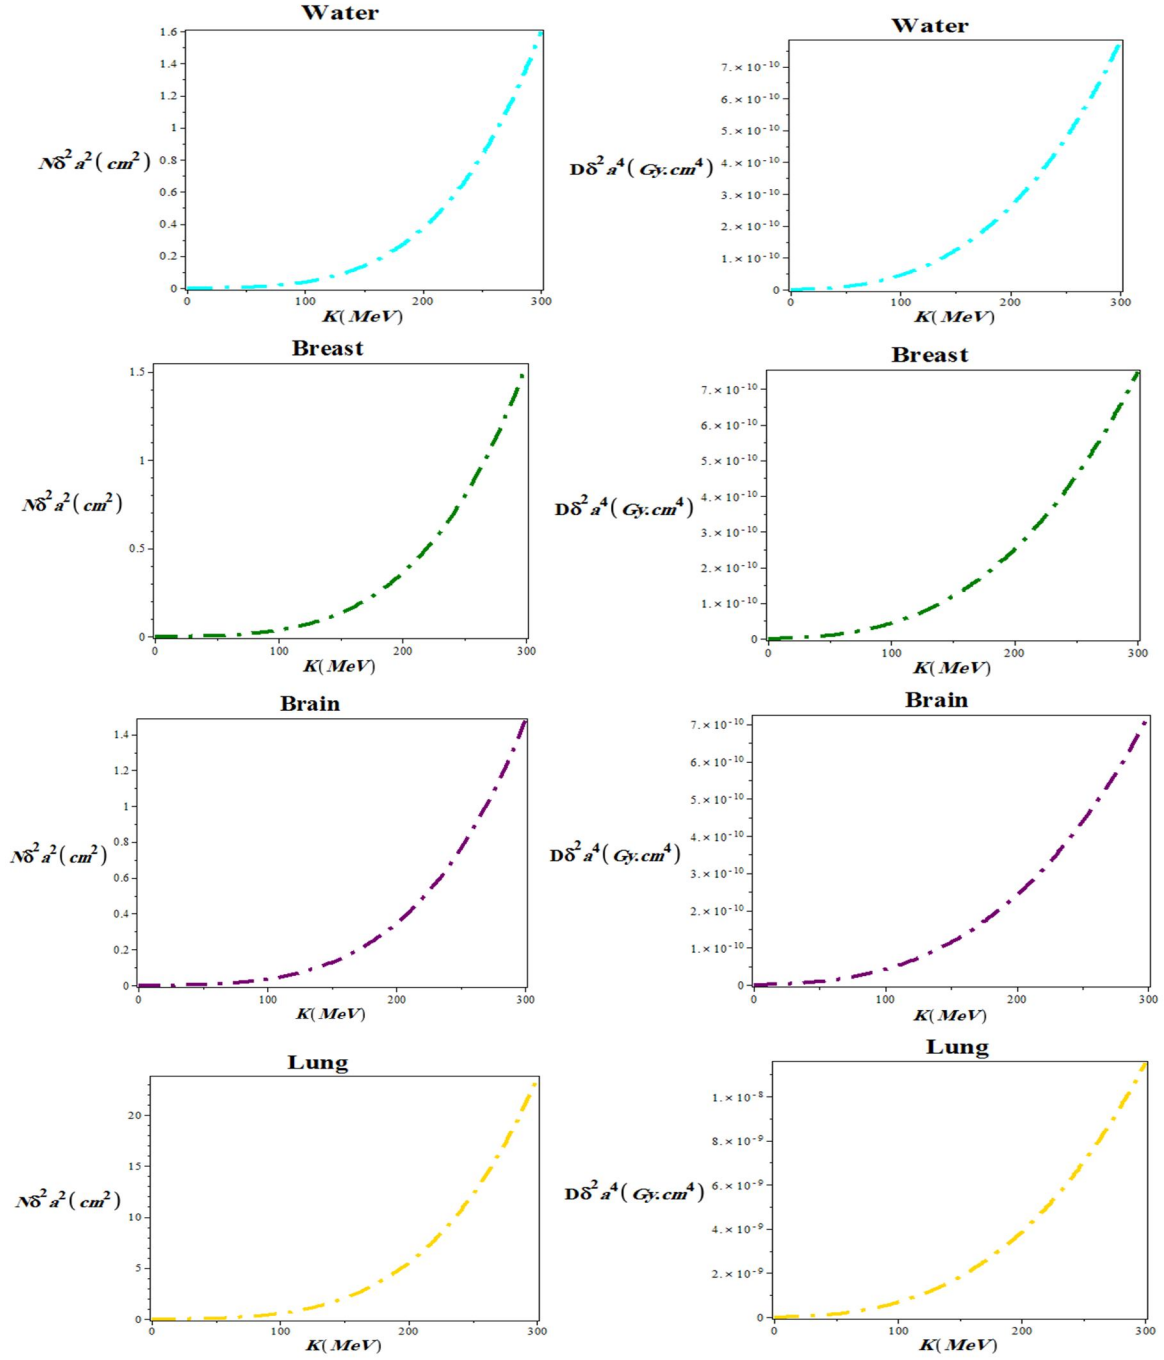 Water
1.6
1.4
1.2
1
0.8
0.6
0.4
0.2
0
Nδ² a² ( cm² )
0 100 200 300
K( MeV)
Water
7. × 10⁻¹⁰
6. × 10⁻¹⁰
5. × 10⁻¹⁰
4. × 10⁻¹⁰
3. × 10⁻¹⁰
2. × 10⁻¹⁰
1. × 10⁻¹⁰
0
Dδ² a⁴ ( Gy.cm⁴ )
0 100 200 300
K( MeV)
Breast
1.5
1
0.5
0
Nδ² a² ( cm² )
0 100 200 300
K( MeV)
Breast
7. × 10⁻¹⁰
6. × 10⁻¹⁰
5. × 10⁻¹⁰
4. × 10⁻¹⁰
3. × 10⁻¹⁰
2. × 10⁻¹⁰
1. × 10⁻¹⁰
0
Dδ² a⁴ ( Gy.cm⁴ )
0 100 200 300
K( MeV)
Brain
1.4
1.2
1
0.8
0.6
0.4
0.2
0
Nδ² a² ( cm² )
0 100 200 300
K( MeV)
Brain
7. × 10⁻¹⁰
6. × 10⁻¹⁰
5. × 10⁻¹⁰
4. × 10⁻¹⁰
3. × 10⁻¹⁰
2. × 10⁻¹⁰
1. × 10⁻¹⁰
0
Dδ² a⁴ ( Gy.cm⁴ )
0 100 200 300
K( MeV)
Lung
20
15
10
5
0
Nδ² a² ( cm² )
0 100 200 300
K( MeV)
Lung
1. × 10⁻⁸
8. × 10⁻⁹
6. × 10⁻⁹
4. × 10⁻⁹
2. × 10⁻⁹
0
Dδ² a⁴ ( Gy.cm⁴ )
0 100 200 300
K( MeV)